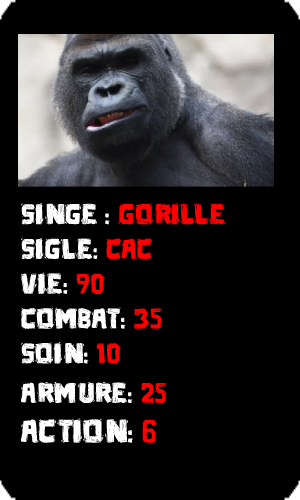 SINGE : GORILLE
SIGLE: CAC
VIE: 90
COMBAT: 35
SOIN: 10
ARMURE: 25
ACTION: 6